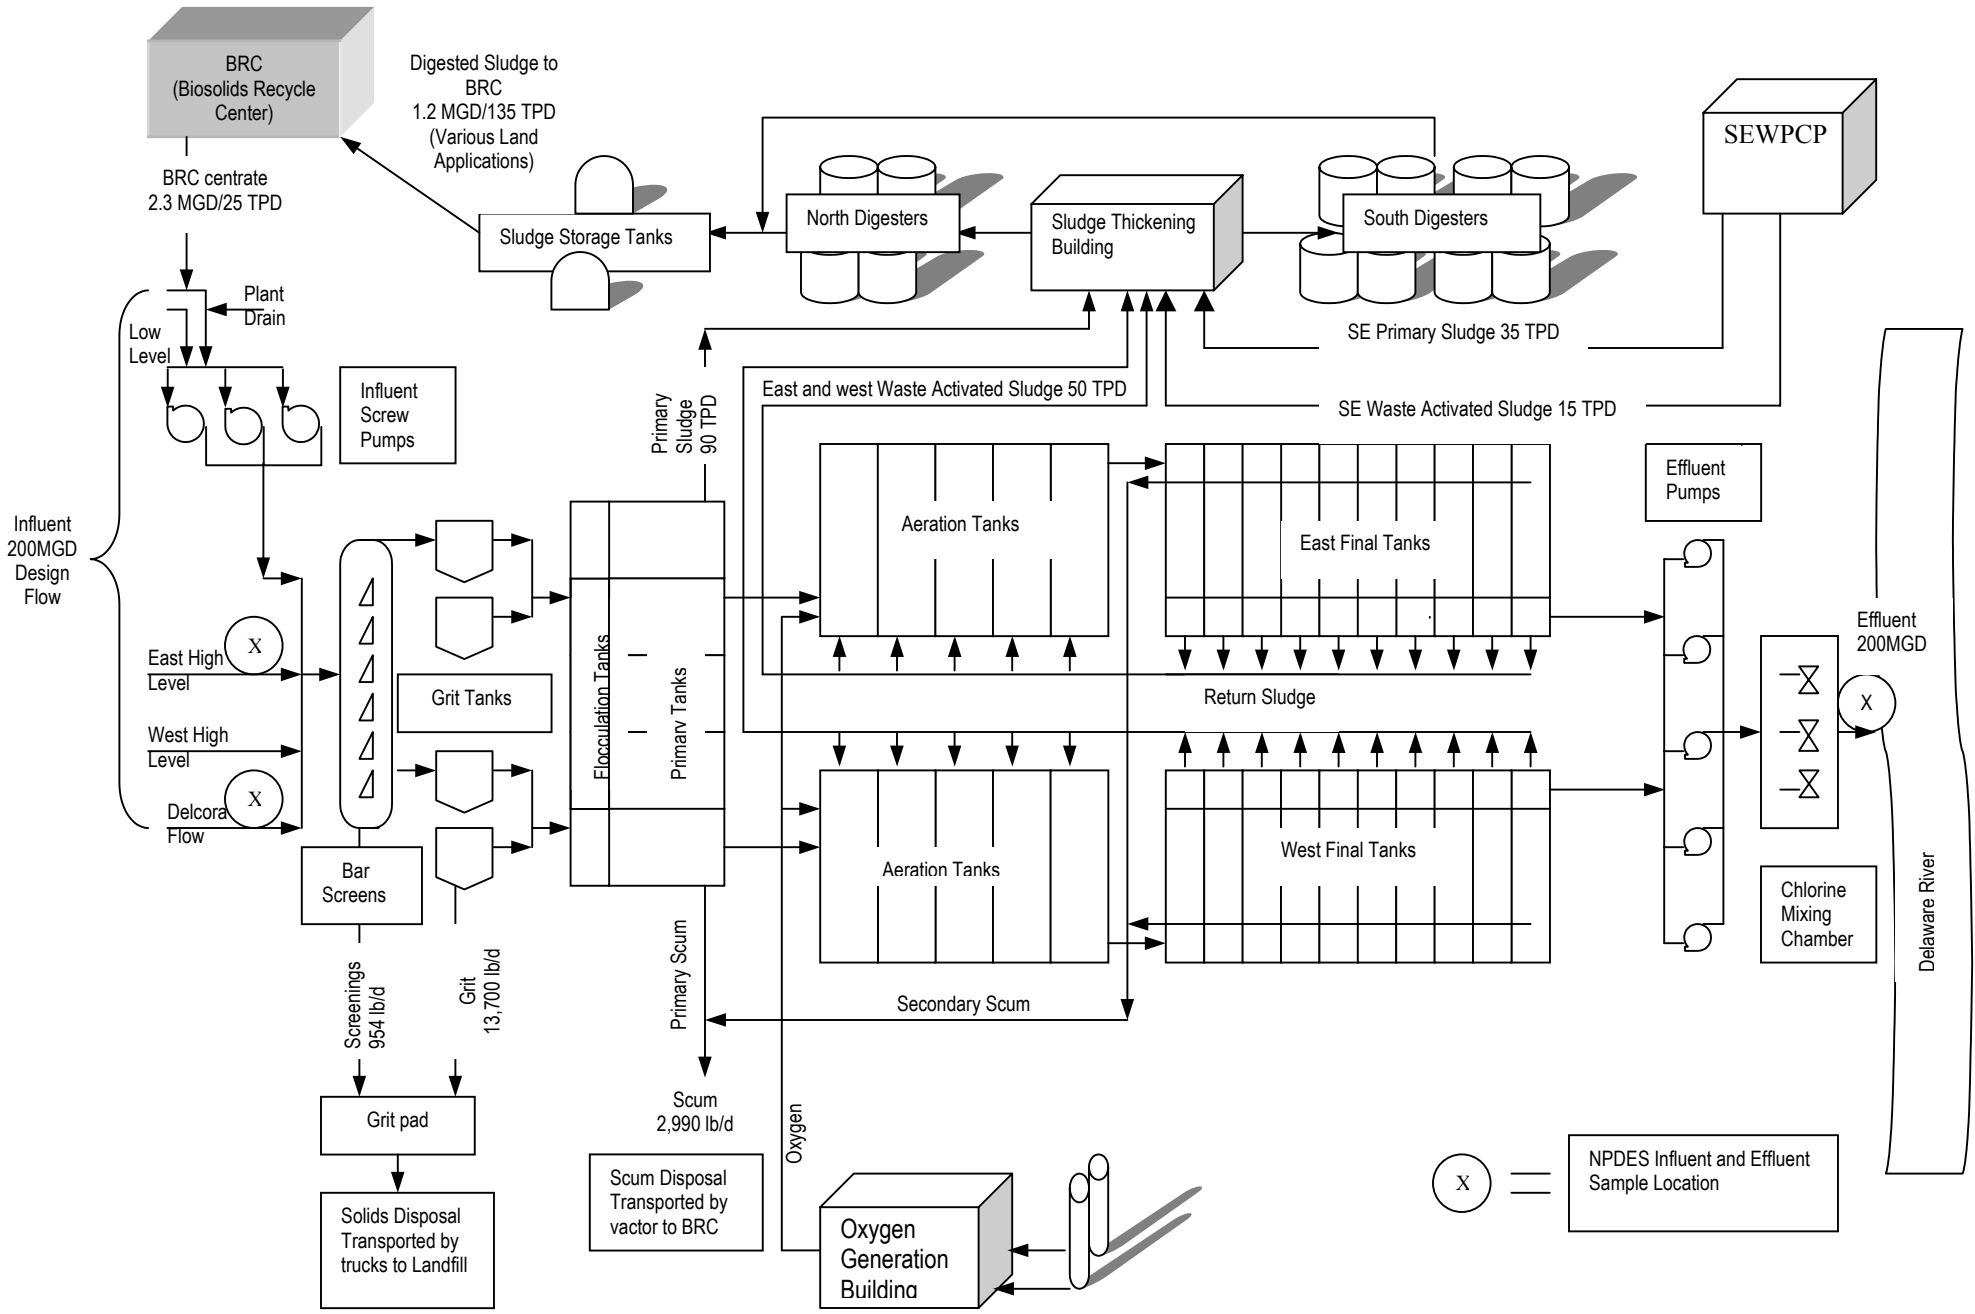 BRC
(Biosolids Recycle
Center)
Digested Sludge to
BRC
1.2 MGD/135 TPD
(Various Land
Applications)
SEWPCP
BRC centrate
2.3 MGD/25 TPD
North Digesters
Sludge Thickening
Building
South Digesters
Sludge Storage Tanks
Plant
Drain
Low
Level
SE Primary Sludge 35 TPD
Influent
Screw
Pumps
East and west Waste Activated Sludge 50 TPD
SE Waste Activated Sludge 15 TPD
Primary
Sludge
90 TPD
Effluent
Pumps
Influent
200MGD
Design
Flow
Aeration Tanks
East Final Tanks
Effluent
200MGD
X
East High
Level
Grit Tanks
Flocculation Tanks
Primary Tanks
Return Sludge
X
West High
Level
X
Delcora
Flow
Aeration Tanks
West Final Tanks
Bar
Screens
Chlorine
Mixing
Chamber
Delaware River
Screenings
954 lb/d
Grit
13,700 lb/d
Primary Scum
Secondary Scum
Grit pad
Scum
2,990 lb/d
Oxygen
Scum Disposal
Transported by
vactor to BRC
Solids Disposal
Transported by
trucks to Landfill
Oxygen
Generation
Building
X
NPDES Influent and Effluent
Sample Location